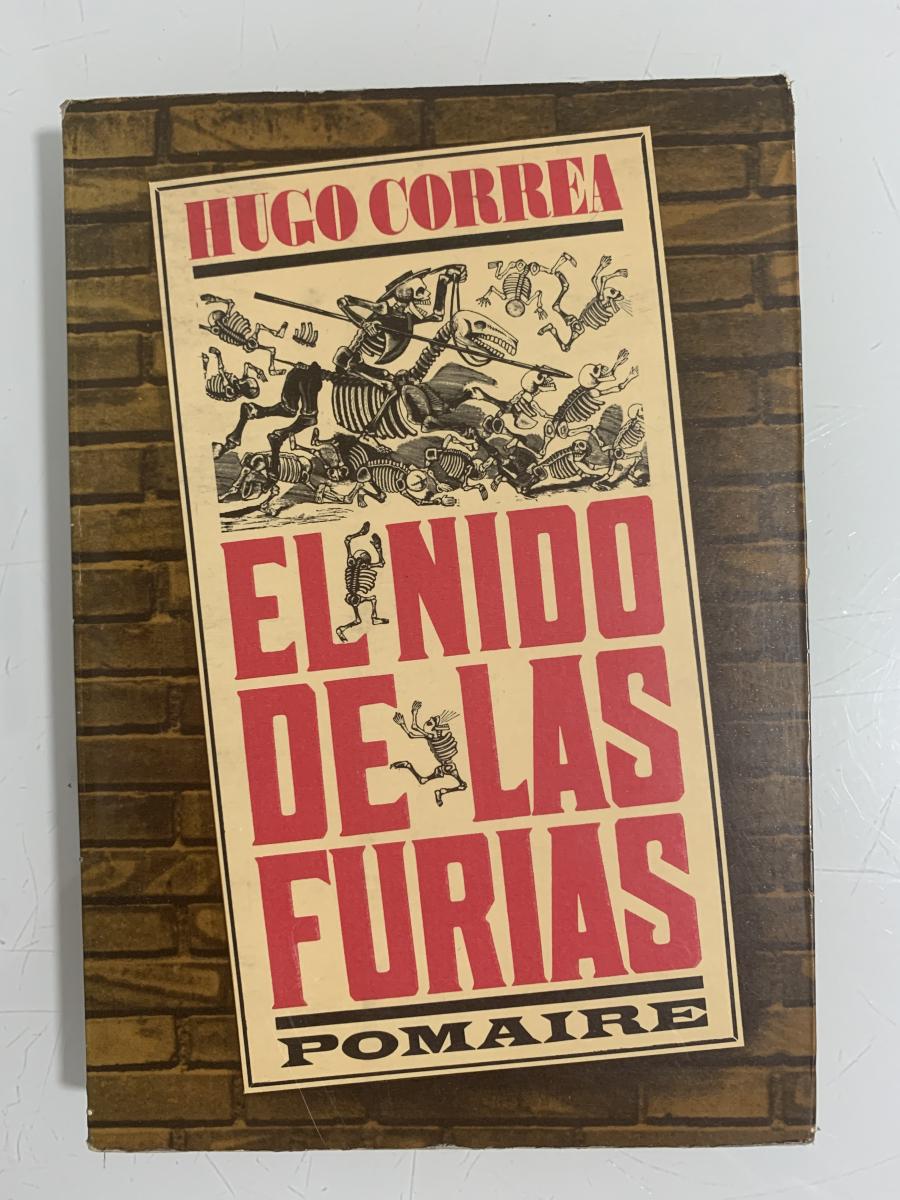 HUGO CORREA
EL NIDO
DE LAS
FURIAS
POMAIRE